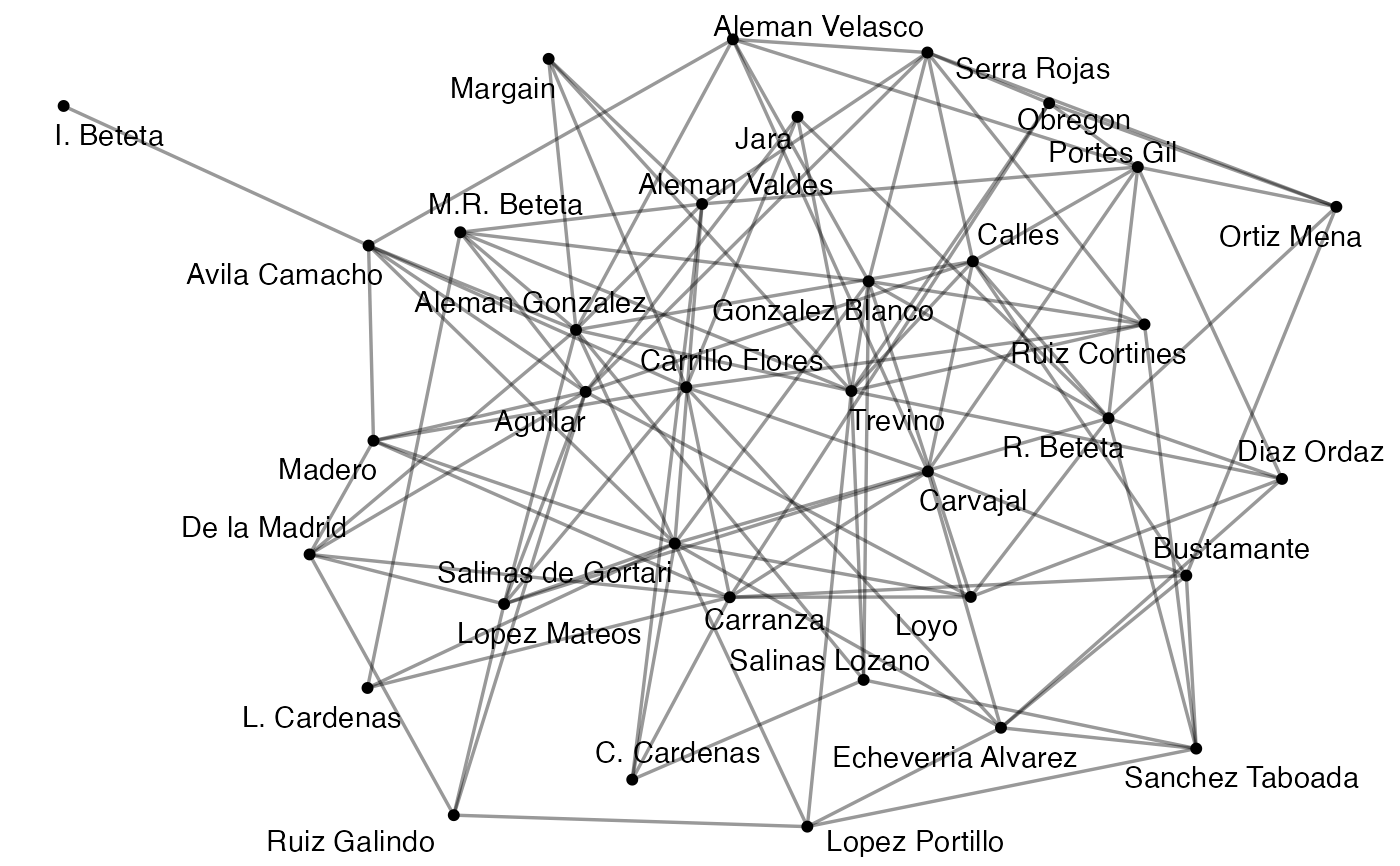 Aleman Velasco
Serra Rojas
Margain
Obregon
I. Beteta
Jara
Portes Gil
Aleman Valdes
M.R. Beteta
Calles
Ortiz Mena
Avila Camacho
Aleman Gonzalez
Gonzalez Blanco
Ruiz Cortines
Carrillo Flores
Aguilar
Trevino
R. Beteta
Diaz Ordaz
Madero
Carvajal
De la Madrid
Bustamante
Salinas de Gortari
Carranza
Loyo
Lopez Mateos
Salinas Lozano
L. Cardenas
C. Cardenas
Echeverria Alvarez
Sanchez Taboada
Ruiz Galindo
Lopez Portillo